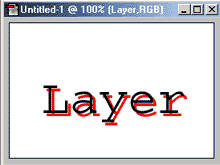 Untitled-1 @ 100% (Layer,RGB)
Layer